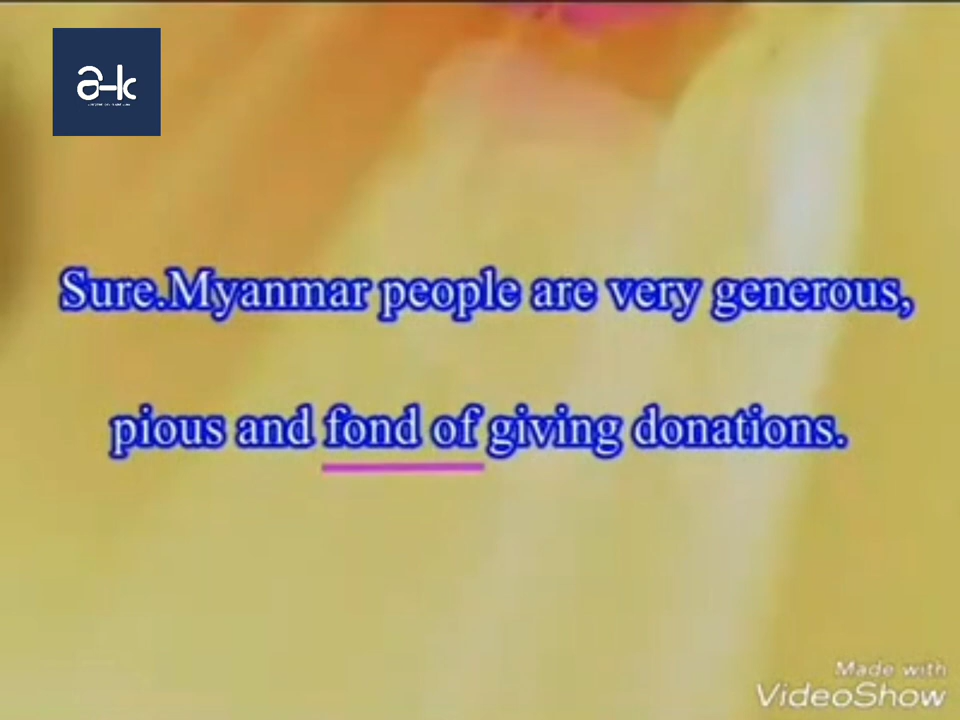 a-k
Sure.Myanmar people are very generous,
pious and fond of giving donations.
Made with
VideoShow